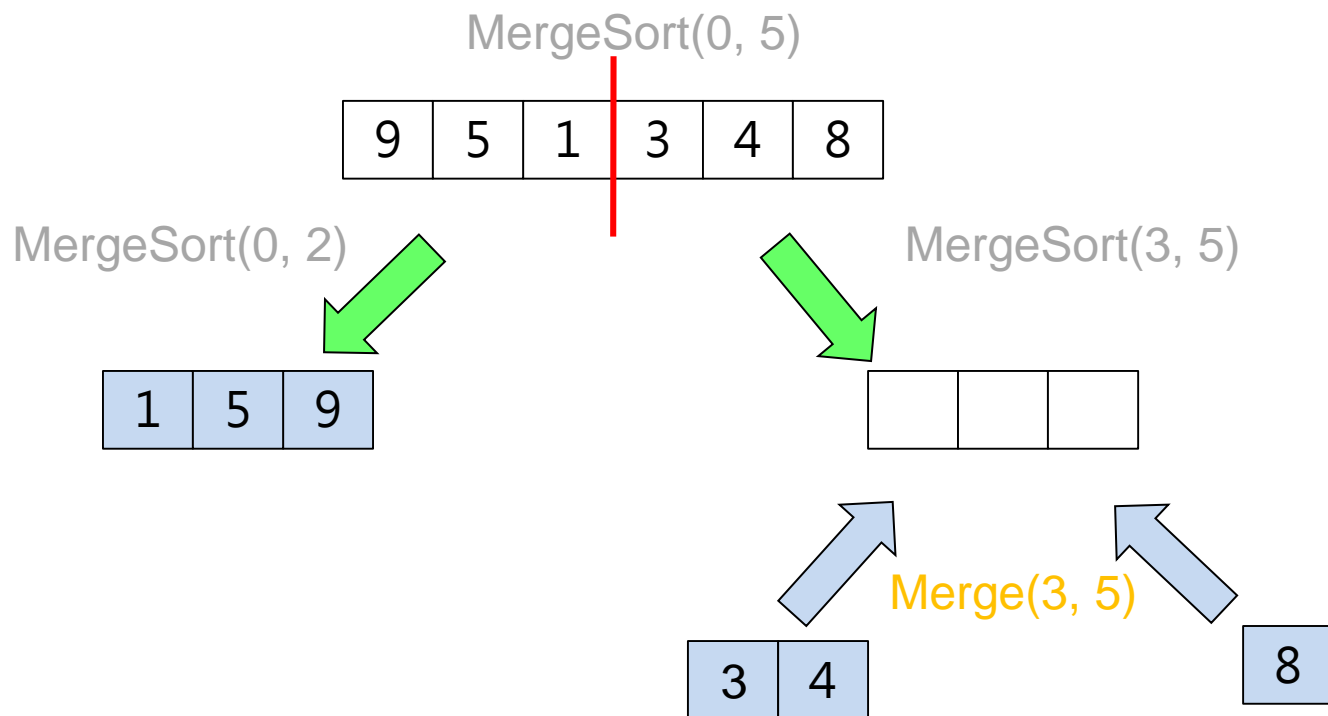 MergeSort(0, 5)
9 5 1 3 4 8
MergeSort(0, 2)
MergeSort(3, 5)
1 5 9
Merge(3, 5)
3 4
8